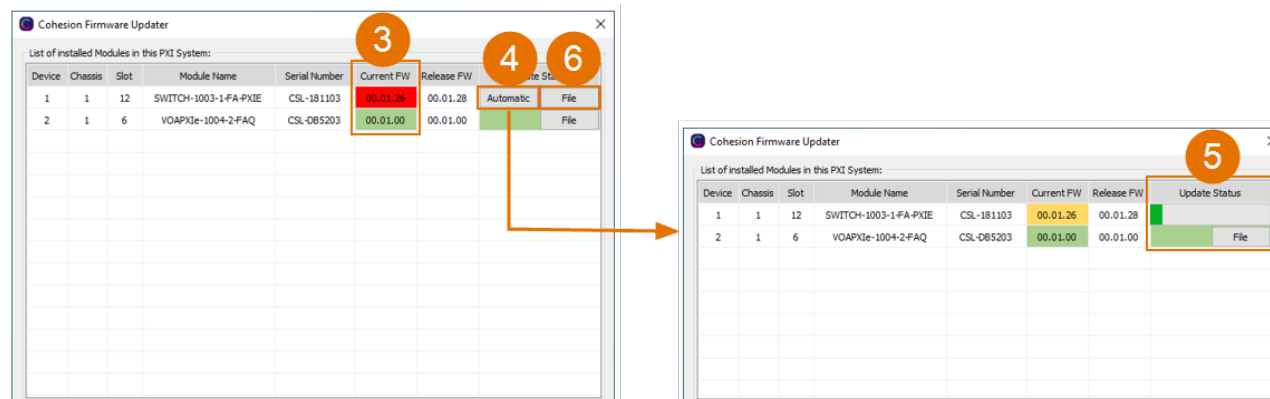 Cohesion Firmware Updater
List of installed Modules in this PXI System:
3
4
6
Device Chassis Slot Module Name Serial Number Current FW Release FW
1 1 12 SWITCH-1003-1-FA-PXIE CSL-181103 00.01.26 00.01.28 Automatic File
2 1 6 VOAPXIe-1004-2-FAQ CSL-DB5203 00.01.00 00.01.00 File
Cohesion Firmware Updater
List of installed Modules in this PXI System:
5
Device Chassis Slot Module Name Serial Number Current FW Release FW Update Status
1 1 12 SWITCH-1003-1-FA-PXIE CSL-181103 00.01.26 00.01.28
2 1 6 VOAPXIe-1004-2-FAQ CSL-DB5203 00.01.00 00.01.00 File